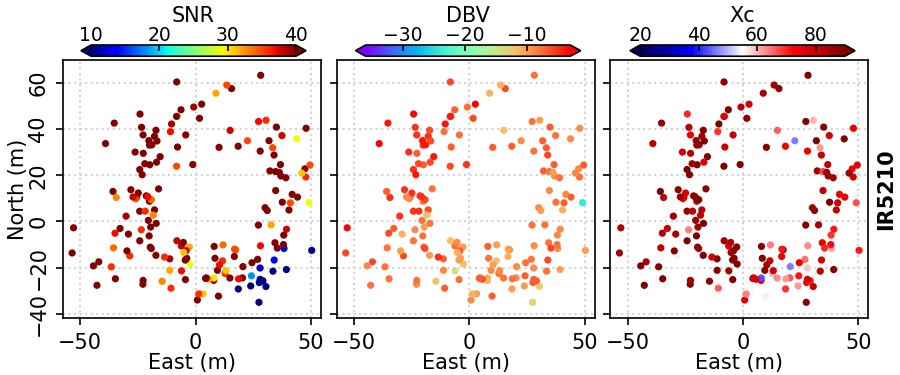 SNR DBV Xc
10 20 30 40 −30 −20 −10 20 40 60 80
60
40
20
0
−20
−40
North (m)
IR5210
−50 0 50 −50 0 50 −50 0 50
East (m) East (m) East (m)